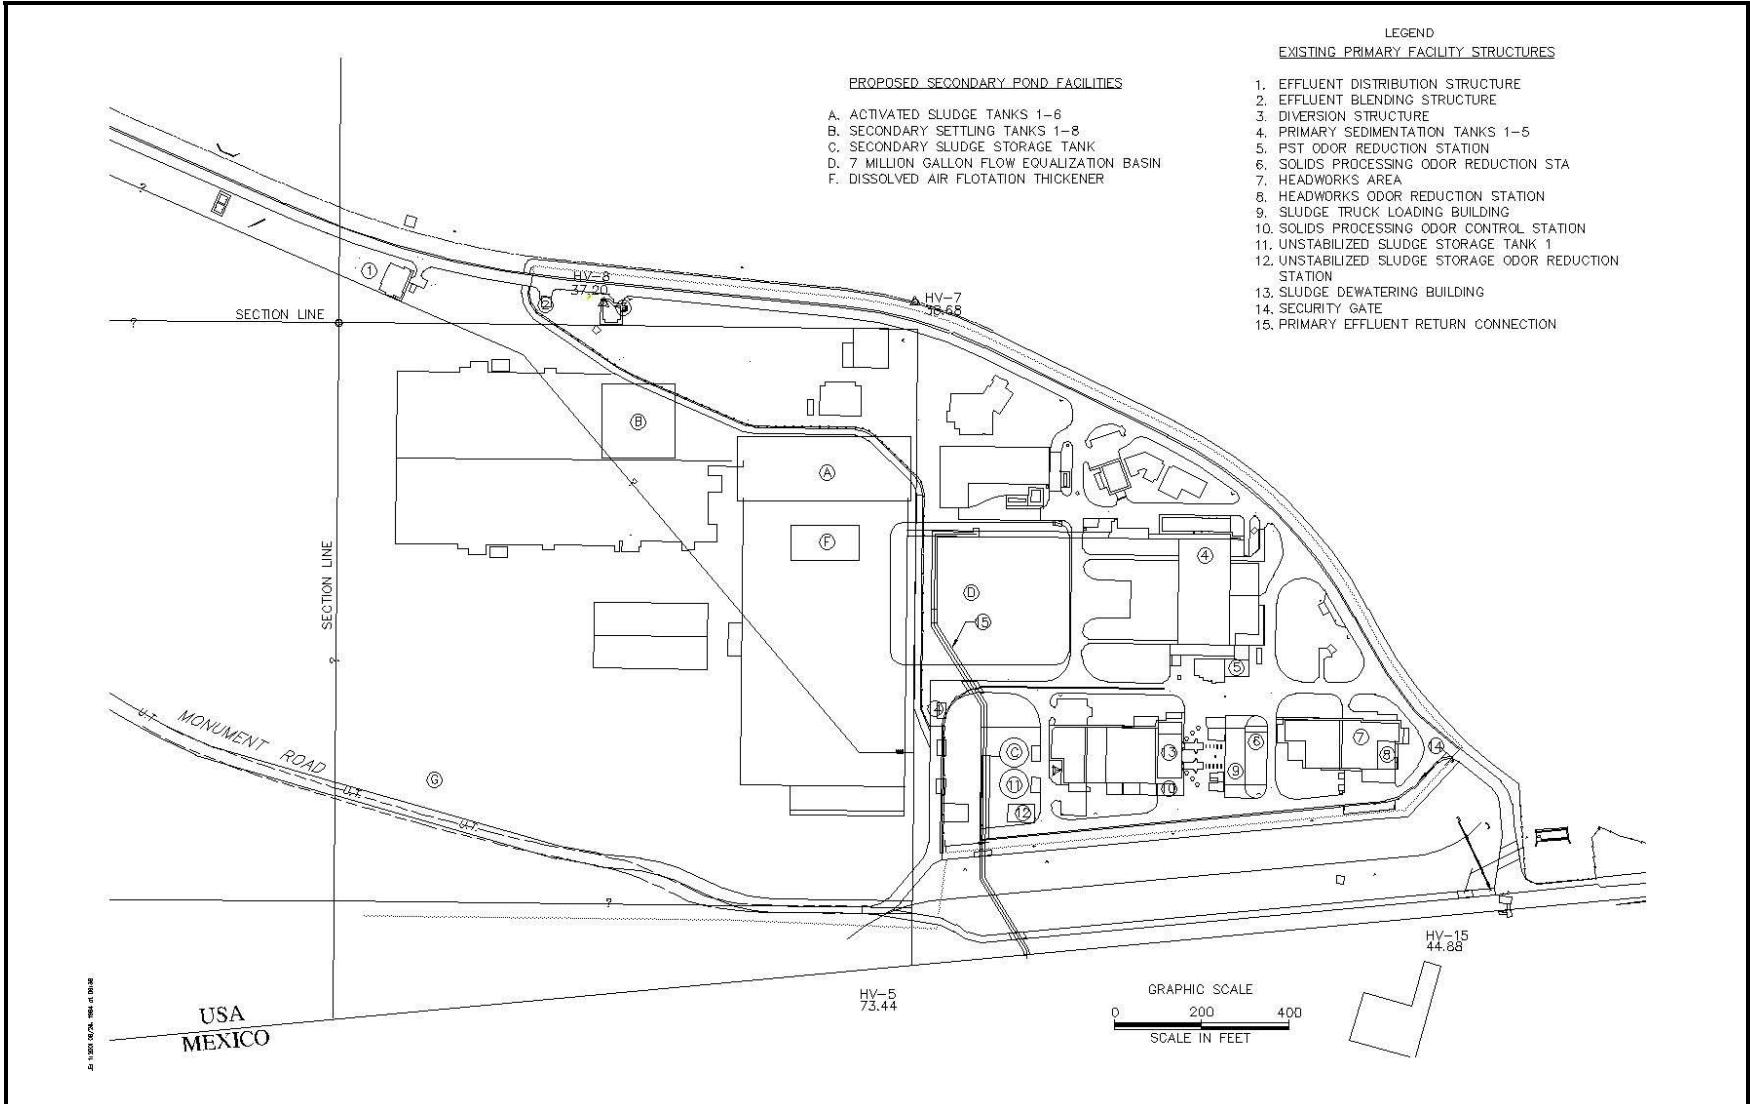 LEGEND
EXISTING PRIMARY FACILITY STRUCTURES
1. EFFLUENT DISTRIBUTION STRUCTURE
2. EFFLUENT BLENDING STRUCTURE
3. DIVERSION STRUCTURE
4. PRIMARY SEDIMENTATION TANKS 1-5
5. PST ODOR REDUCTION STATION
6. SOLIDS PROCESSING ODOR REDUCTION STA
7. HEADWORKS AREA
8. HEADWORKS ODOR REDUCTION STATION
9. SLUDGE TRUCK LOADING BUILDING
10. SOLIDS PROCESSING ODOR CONTROL STATION
11. UNSTABILIZED SLUDGE STORAGE TANK 1
12. UNSTABILIZED SLUDGE STORAGE ODOR REDUCTION
STATION
13. SLUDGE DEWATERING BUILDING
14. SECURITY GATE
15. PRIMARY EFFLUENT RETURN CONNECTION
PROPOSED SECONDARY POND FACILITIES
A. ACTIVATED SLUDGE TANKS 1-6
B. SECONDARY SETTLING TANKS 1-8
C. SECONDARY SLUDGE STORAGE TANK
D. 7 MILLION GALLON FLOW EQUALIZATION BASIN
F. DISSOLVED AIR FLOTATION THICKENER
?
1
HV-8
37.20
2
HV-7
38.68
SECTION LINE
?
B
A
?
F
4
D
15
SECTION LINE
?
5
14
U.T.
MONUMENT ROAD
U.T.
U.T.
G
C
13
6
7
8
14
11
9
10
12
?
HV-15
44.88
HV-5
73.44
USA
MEXICO
GRAPHIC SCALE
0 200 400
SCALE IN FEET